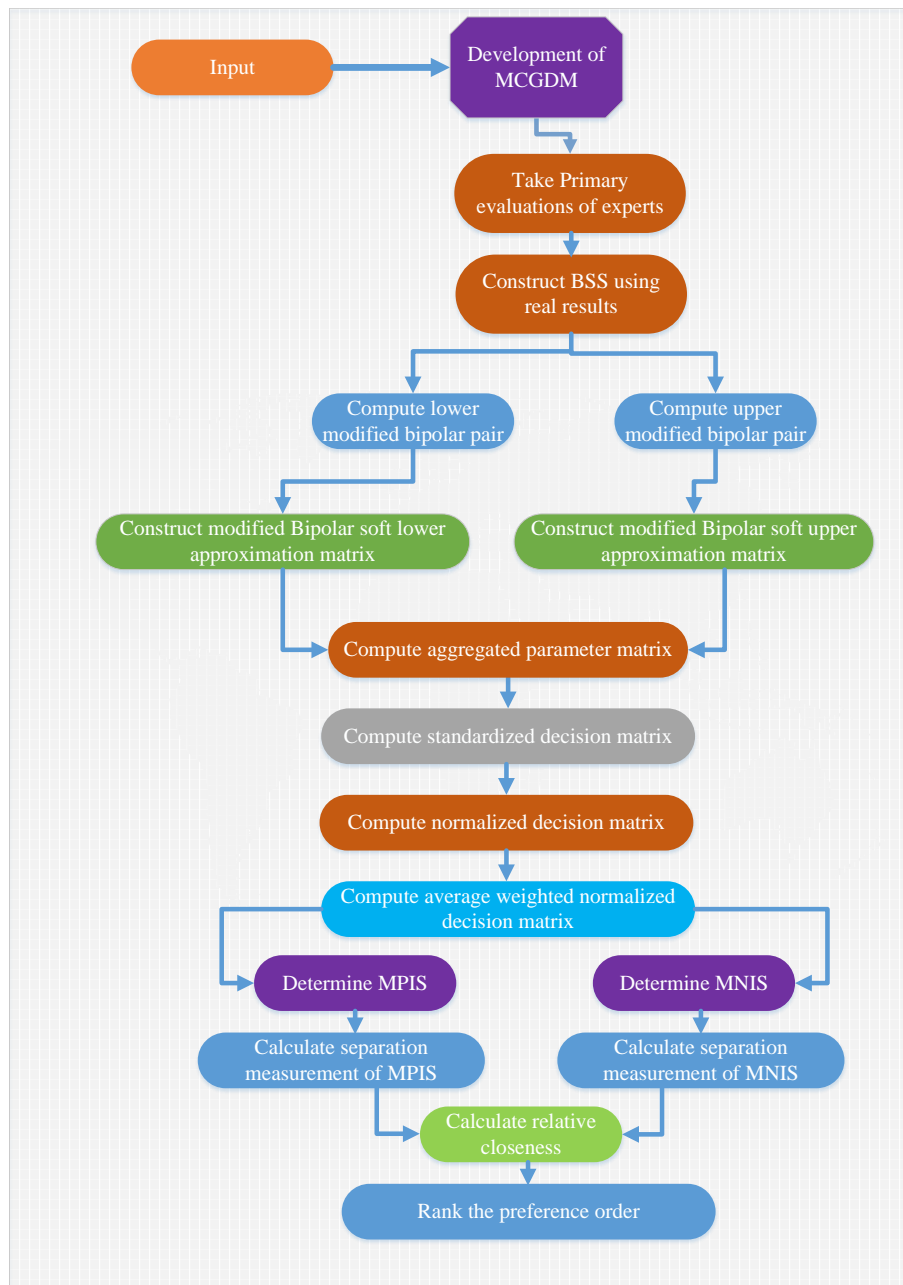 Input
Development of
MCGDM
Take Primary
evaluations of experts
Construct BSS using
real results
Compute lower
modified bipolar pair
Compute upper
modified bipolar pair
Construct modified Bipolar soft lower
approximation matrix
Construct modified Bipolar soft upper
approximation matrix
Compute aggregated parameter matrix
Compute standardized decision matrix
Compute normalized decision matrix
Compute average weighted normalized
decision matrix
Determine MPIS
Determine MNIS
Calculate separation
measurement of MPIS
Calculate separation
measurement of MNIS
Calculate relative
closeness
Rank the preference order